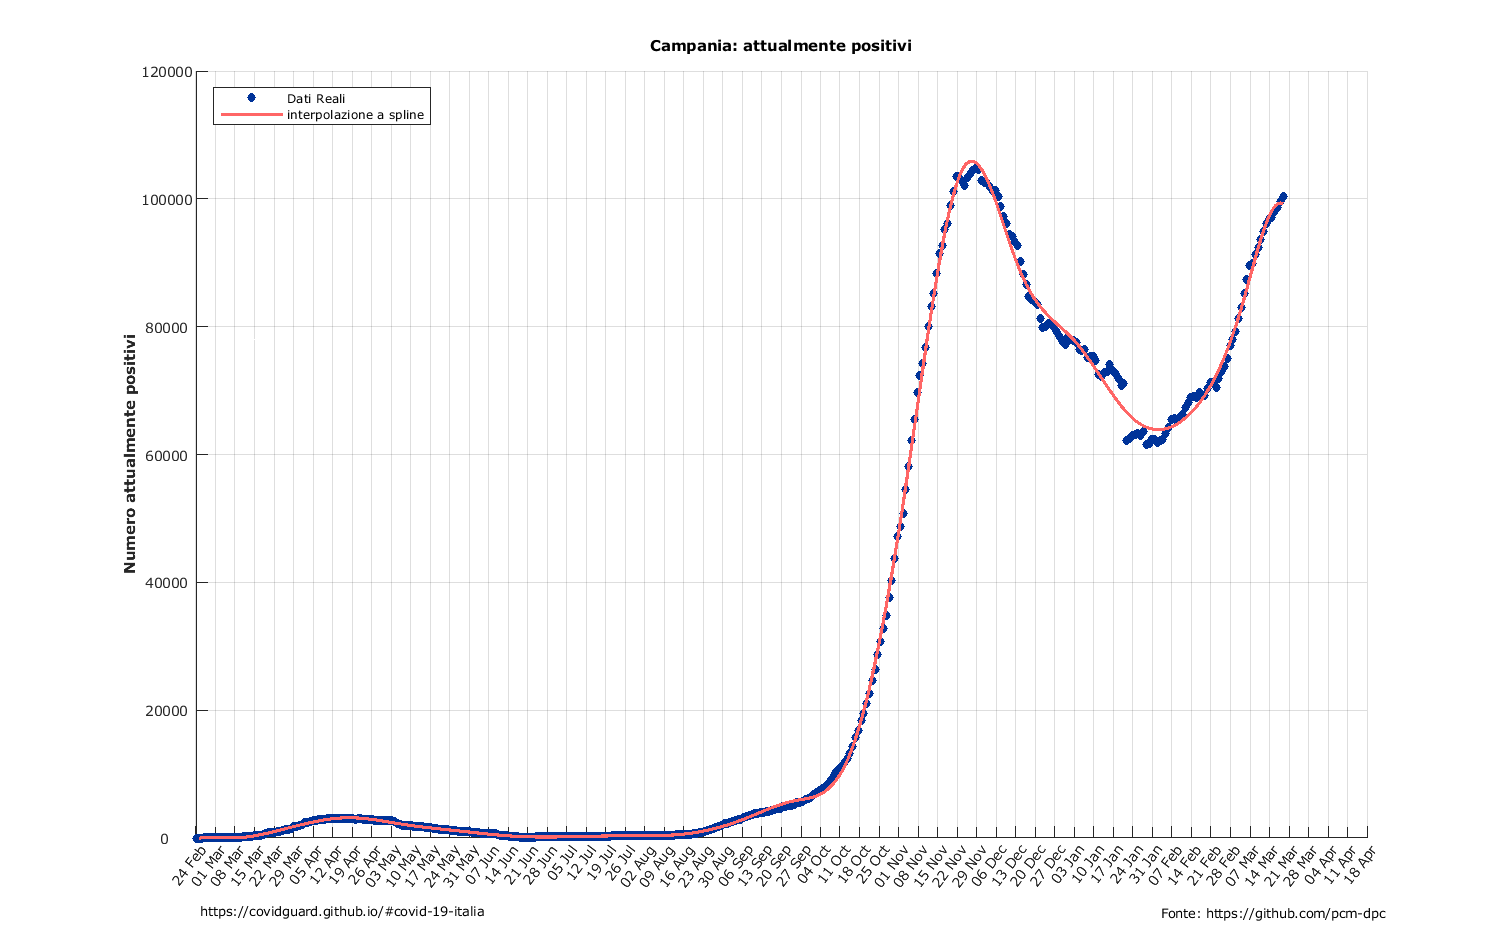 Campania: attualmente positivi
120000
100000
80000
60000
40000
20000
0
Numero attualmente positivi
Dati Reali
interpolazione a spline
24 Feb
01 Mar
08 Mar
15 Mar
22 Mar
29 Mar
05 Apr
12 Apr
19 Apr
26 Apr
03 May
10 May
17 May
24 May
31 May
07 Jun
14 Jun
21 Jun
28 Jun
05 Jul
12 Jul
19 Jul
26 Jul
02 Aug
09 Aug
16 Aug
23 Aug
30 Aug
06 Sep
13 Sep
20 Sep
27 Sep
04 Oct
11 Oct
18 Oct
25 Oct
01 Nov
08 Nov
15 Nov
22 Nov
29 Nov
06 Dec
13 Dec
20 Dec
27 Dec
03 Jan
10 Jan
17 Jan
24 Jan
31 Jan
07 Feb
14 Feb
21 Feb
28 Feb
07 Mar
14 Mar
21 Mar
28 Mar
04 Apr
11 Apr
18 Apr
https://covidguard.github.io/#covid-19-italia
Fonte: https://github.com/pcm-dpc